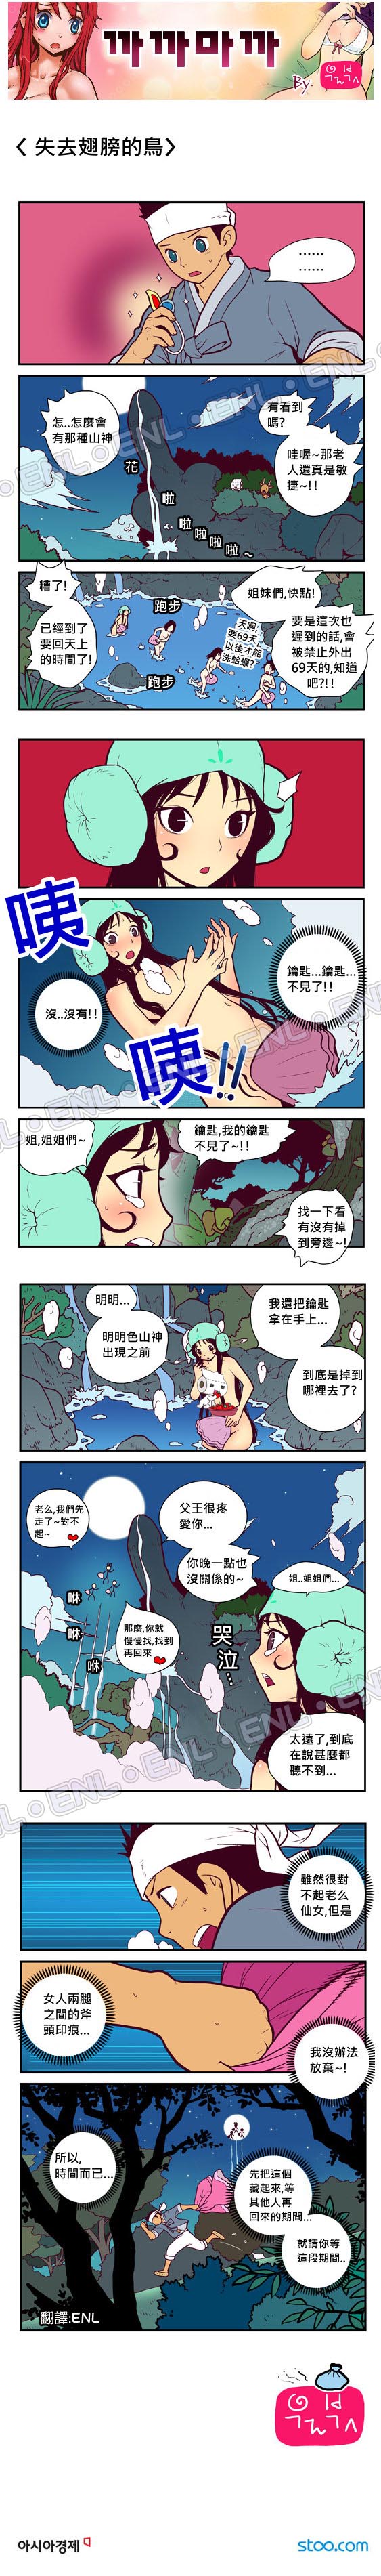 까까마까
By.
〈 失去翅膀的鳥〉
……
……
怎..怎麼會
有那種山神
有看到
嗎?
哇喔~那老
人還真是敏
捷~!!
花
啦
啦
啦
啦
啦~
糟了!
已經到了
要回天上
的時間了!
跑步
跑步
天啊,
要69天
以後才能
洗蛤蠣?
姐妹們,快點!
要是這次也
遲到的話,會
被禁止外出
69天的,知道
吧?!!
咦
沒..沒有!!
鑰匙...鑰匙...
不見了!!
咦!!
姐,姐姐們~
鑰匙,我的鑰匙
不見了~!!
找一下看
有沒有掉
到旁邊~!
明明...
明明色山神
出現之前
我還把鑰匙
拿在手上...
到底是掉到
哪裡去了?
老么,我們先
走了~對不
起~
父王很疼
愛你...
你晚一點也
沒關係的~
咻
咻
咻
那麼,你就
慢慢找,找到
再回來
哭泣...
姐..姐姐們...
太遠了,到底
在說甚麼都
聽不到...
雖然很對
不起老么
仙女,但是
女人兩腿
之間的斧
頭印痕...
我沒辦法
放棄~!
所以,
時間而已...
先把這個
藏起來,等
其他人再
回來的期間...
就請你等
這段期間..
翻譯:ENL
아시아경제
stoo.com